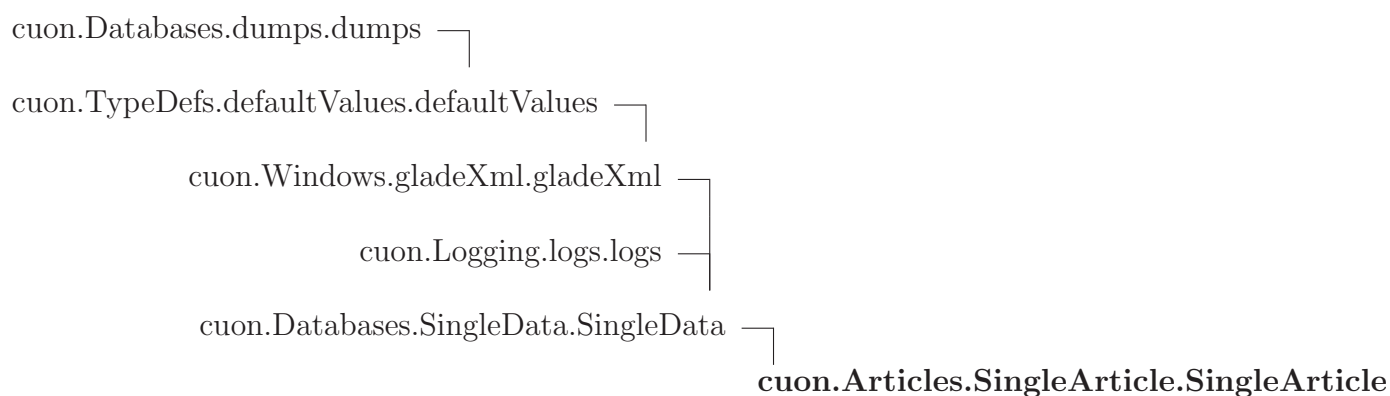 cuon.Databases.dumps.dumps
cuon.TypeDefs.defaultValues.defaultValues
cuon.Windows.gladeXml.gladeXml
cuon.Logging.logs.logs
cuon.Databases.SingleData.SingleData
cuon.Articles.SingleArticle.SingleArticle